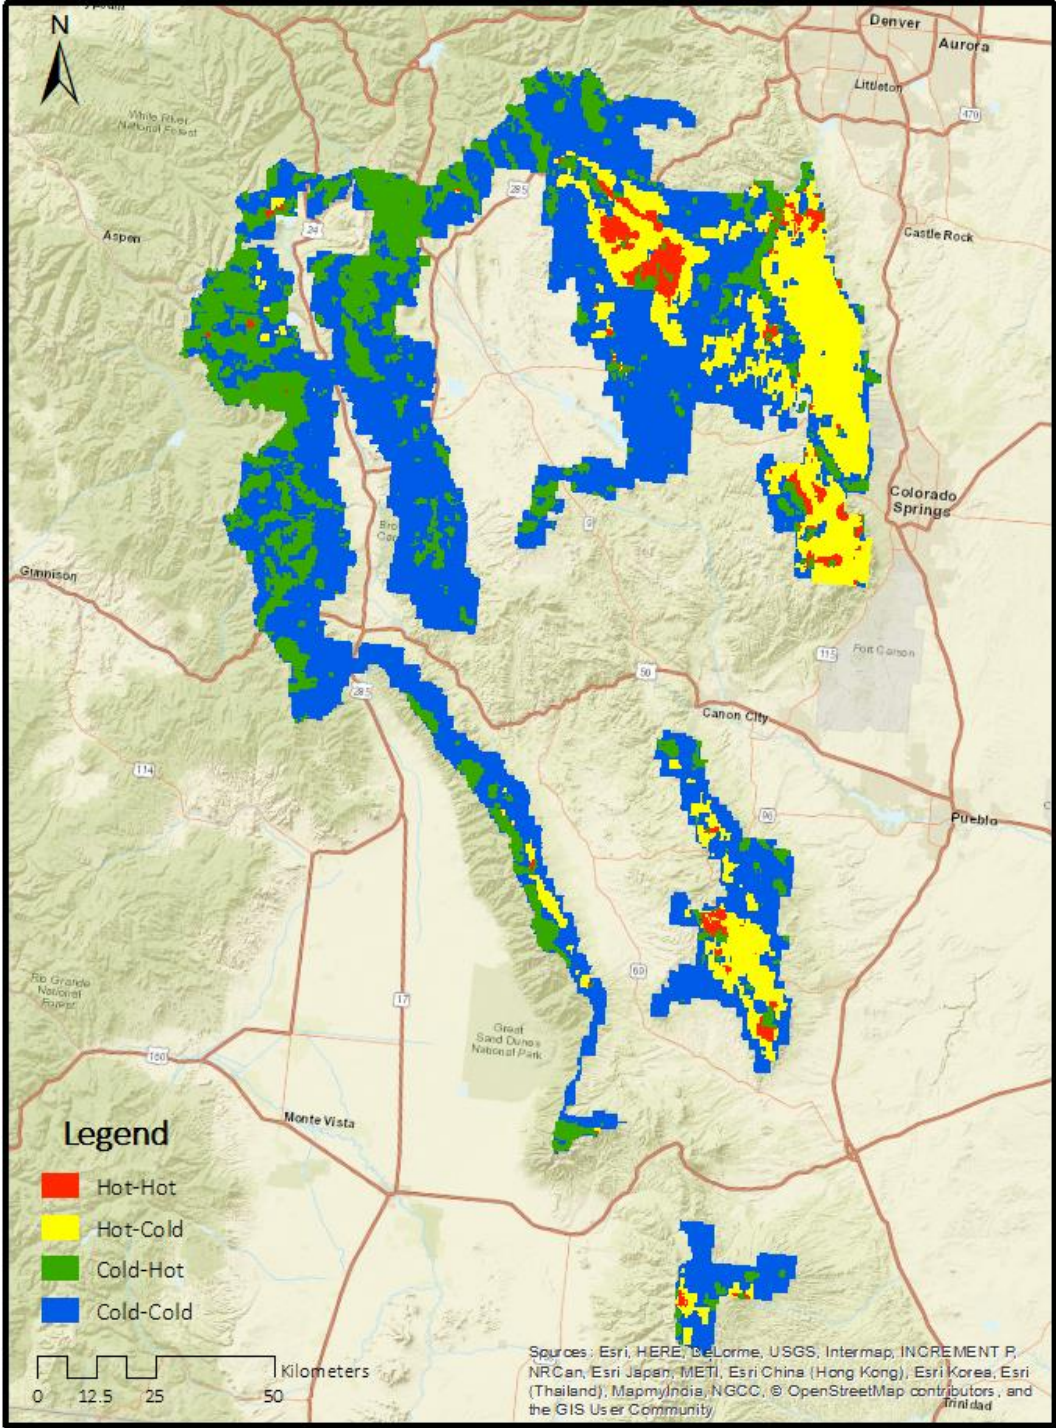 N
Denver
Aurora
Littleton
470
White River
National Forest
285
24
Aspen
Castle Rock
Colorado
Springs
9
Gunnison
115
Fort Carson
50
285
Canon City
114
96
Pueblo
69
Rio Grande
National
Forest
17
Great
Sand Dunes
National Park
160
Monte Vista
Legend
Hot-Hot
Hot-Cold
Cold-Hot
Cold-Cold
Kilometers
0 12.5 25 50
Sources: Esri, HERE, DeLorme, USGS, Intermap, INCREMENT P,
NRCan, Esri Japan, METI, Esri China (Hong Kong), Esri Korea, Esri
(Thailand), MapmyIndia, NGCC, © OpenStreetMap contributors, and
the GIS User Community
Trinidad